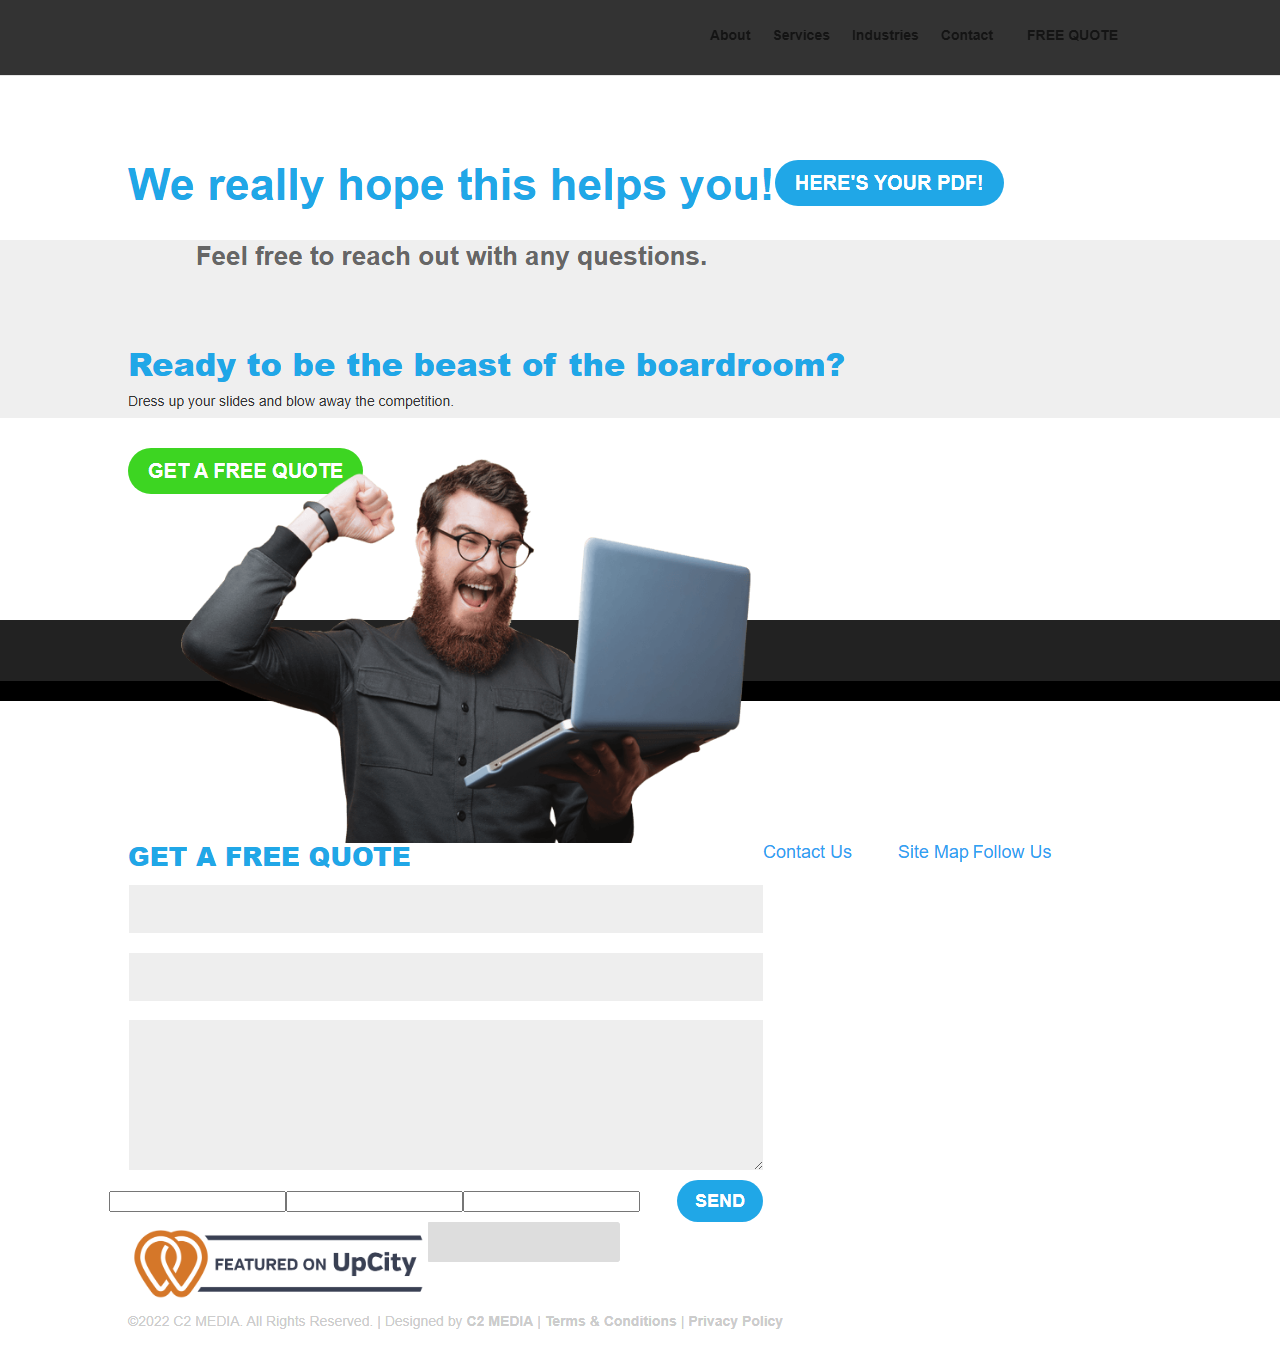 About Services Industries Contact FREE QUOTE
We really hope this helps you! HERE'S YOUR PDF!
Feel free to reach out with any questions.
Ready to be the beast of the boardroom?
Dress up your slides and blow away the competition.
GET A FREE QUOTE
GET A FREE QUOTE
Contact Us Site Map Follow Us
SEND
FEATURED ON UpCity
©2022 C2 MEDIA. All Rights Reserved. | Designed by C2 MEDIA | Terms & Conditions | Privacy Policy